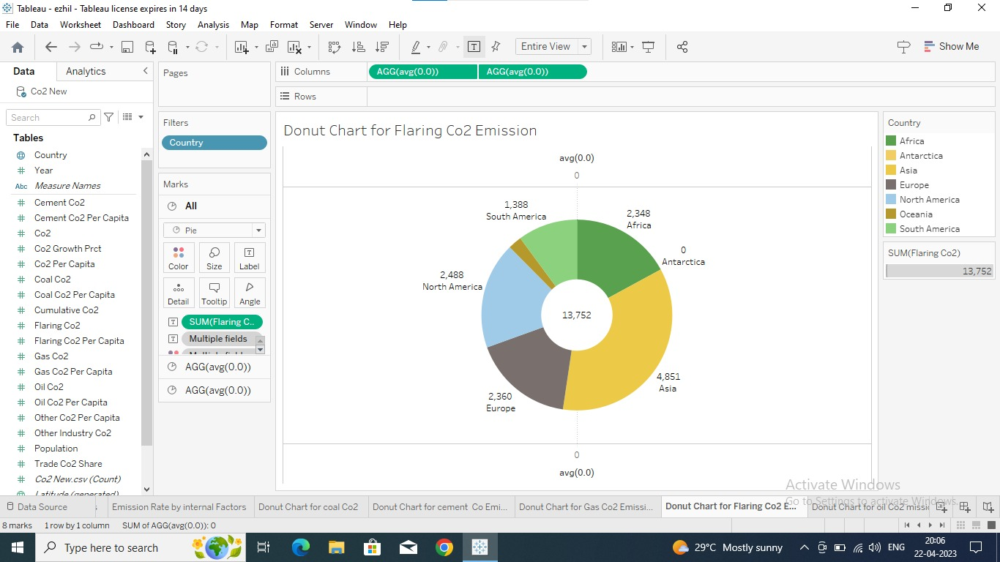 Tableau - ezhil - Tableau license expires in 14 days
File Data Worksheet Dashboard Story Analysis Map Format Server Window Help
Entire View
Show Me
Data Analytics
Co2 New
Search
Tables
Country
Year
Abc Measure Names
Cement Co2
Cement Co2 Per Capita
Co2
Co2 Growth Prct
Co2 Per Capita
Coal Co2
Coal Co2 Per Capita
Cumulative Co2
Flaring Co2
Flaring Co2 Per Capita
Gas Co2
Gas Co2 Per Capita
Oil Co2
Oil Co2 Per Capita
Other Co2 Per Capita
Other Industry Co2
Population
Trade Co2 Share
Co2 New.csv (Count)
Latitude (generated)
Pages
Filters
Country
Marks
All
Pie
Color Size Label
Detail Tooltip Angle
SUM(Flaring C..
Multiple fields
AGG(avg(0.0))
AGG(avg(0.0))
Columns AGG(avg(0.0)) AGG(avg(0.0))
Rows
Donut Chart for Flaring Co2 Emission
avg(0.0)
0
1,388
South America
2,348
Africa
0
Antarctica
2,488
North America
13,752
4,851
Asia
2,360
Europe
0
avg(0.0)
Country
Africa
Antarctica
Asia
Europe
North America
Oceania
South America
SUM(Flaring Co2)
13,752
Activate Windows
Go to Settings to activate Windows.
Data Source Emission Rate by internal Factors Donut Chart for coal Co2 Donut Chart for cement Co Emi... Donut Chart for Gas Co2 Emissi... Donut Chart for Flaring Co2 E... Donut Chart for oil Co2 missi
8 marks 1 row by 1 column SUM of AGG(avg(0.0)): 0
Type here to search
29°C Mostly sunny
ENG
20:06
22-04-2023